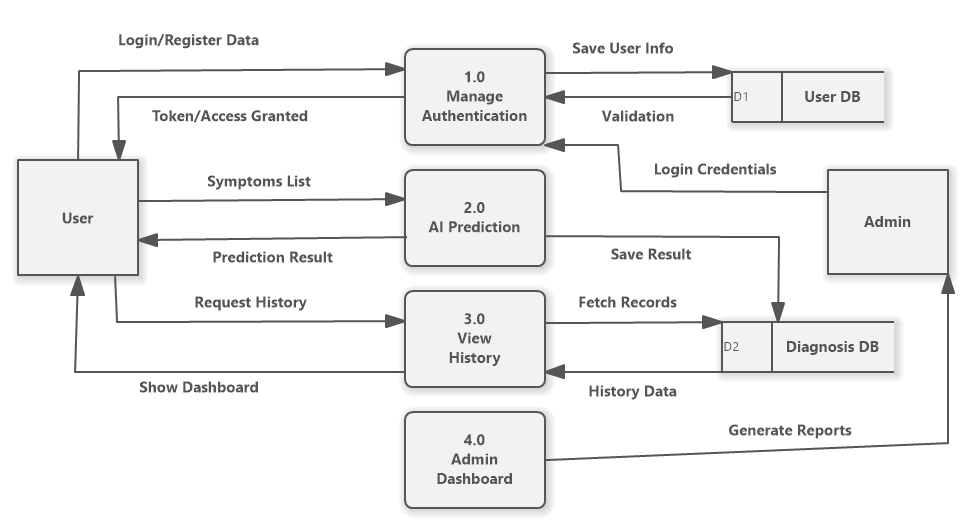 Login/Register Data
Save User Info
1.0
Manage
Authentication
D1
User DB
Token/Access Granted
Validation
Login Credentials
Symptoms List
User
2.0
AI Prediction
Admin
Prediction Result
Save Result
Request History
Fetch Records
3.0
View
History
D2
Diagnosis DB
Show Dashboard
History Data
4.0
Admin
Dashboard
Generate Reports